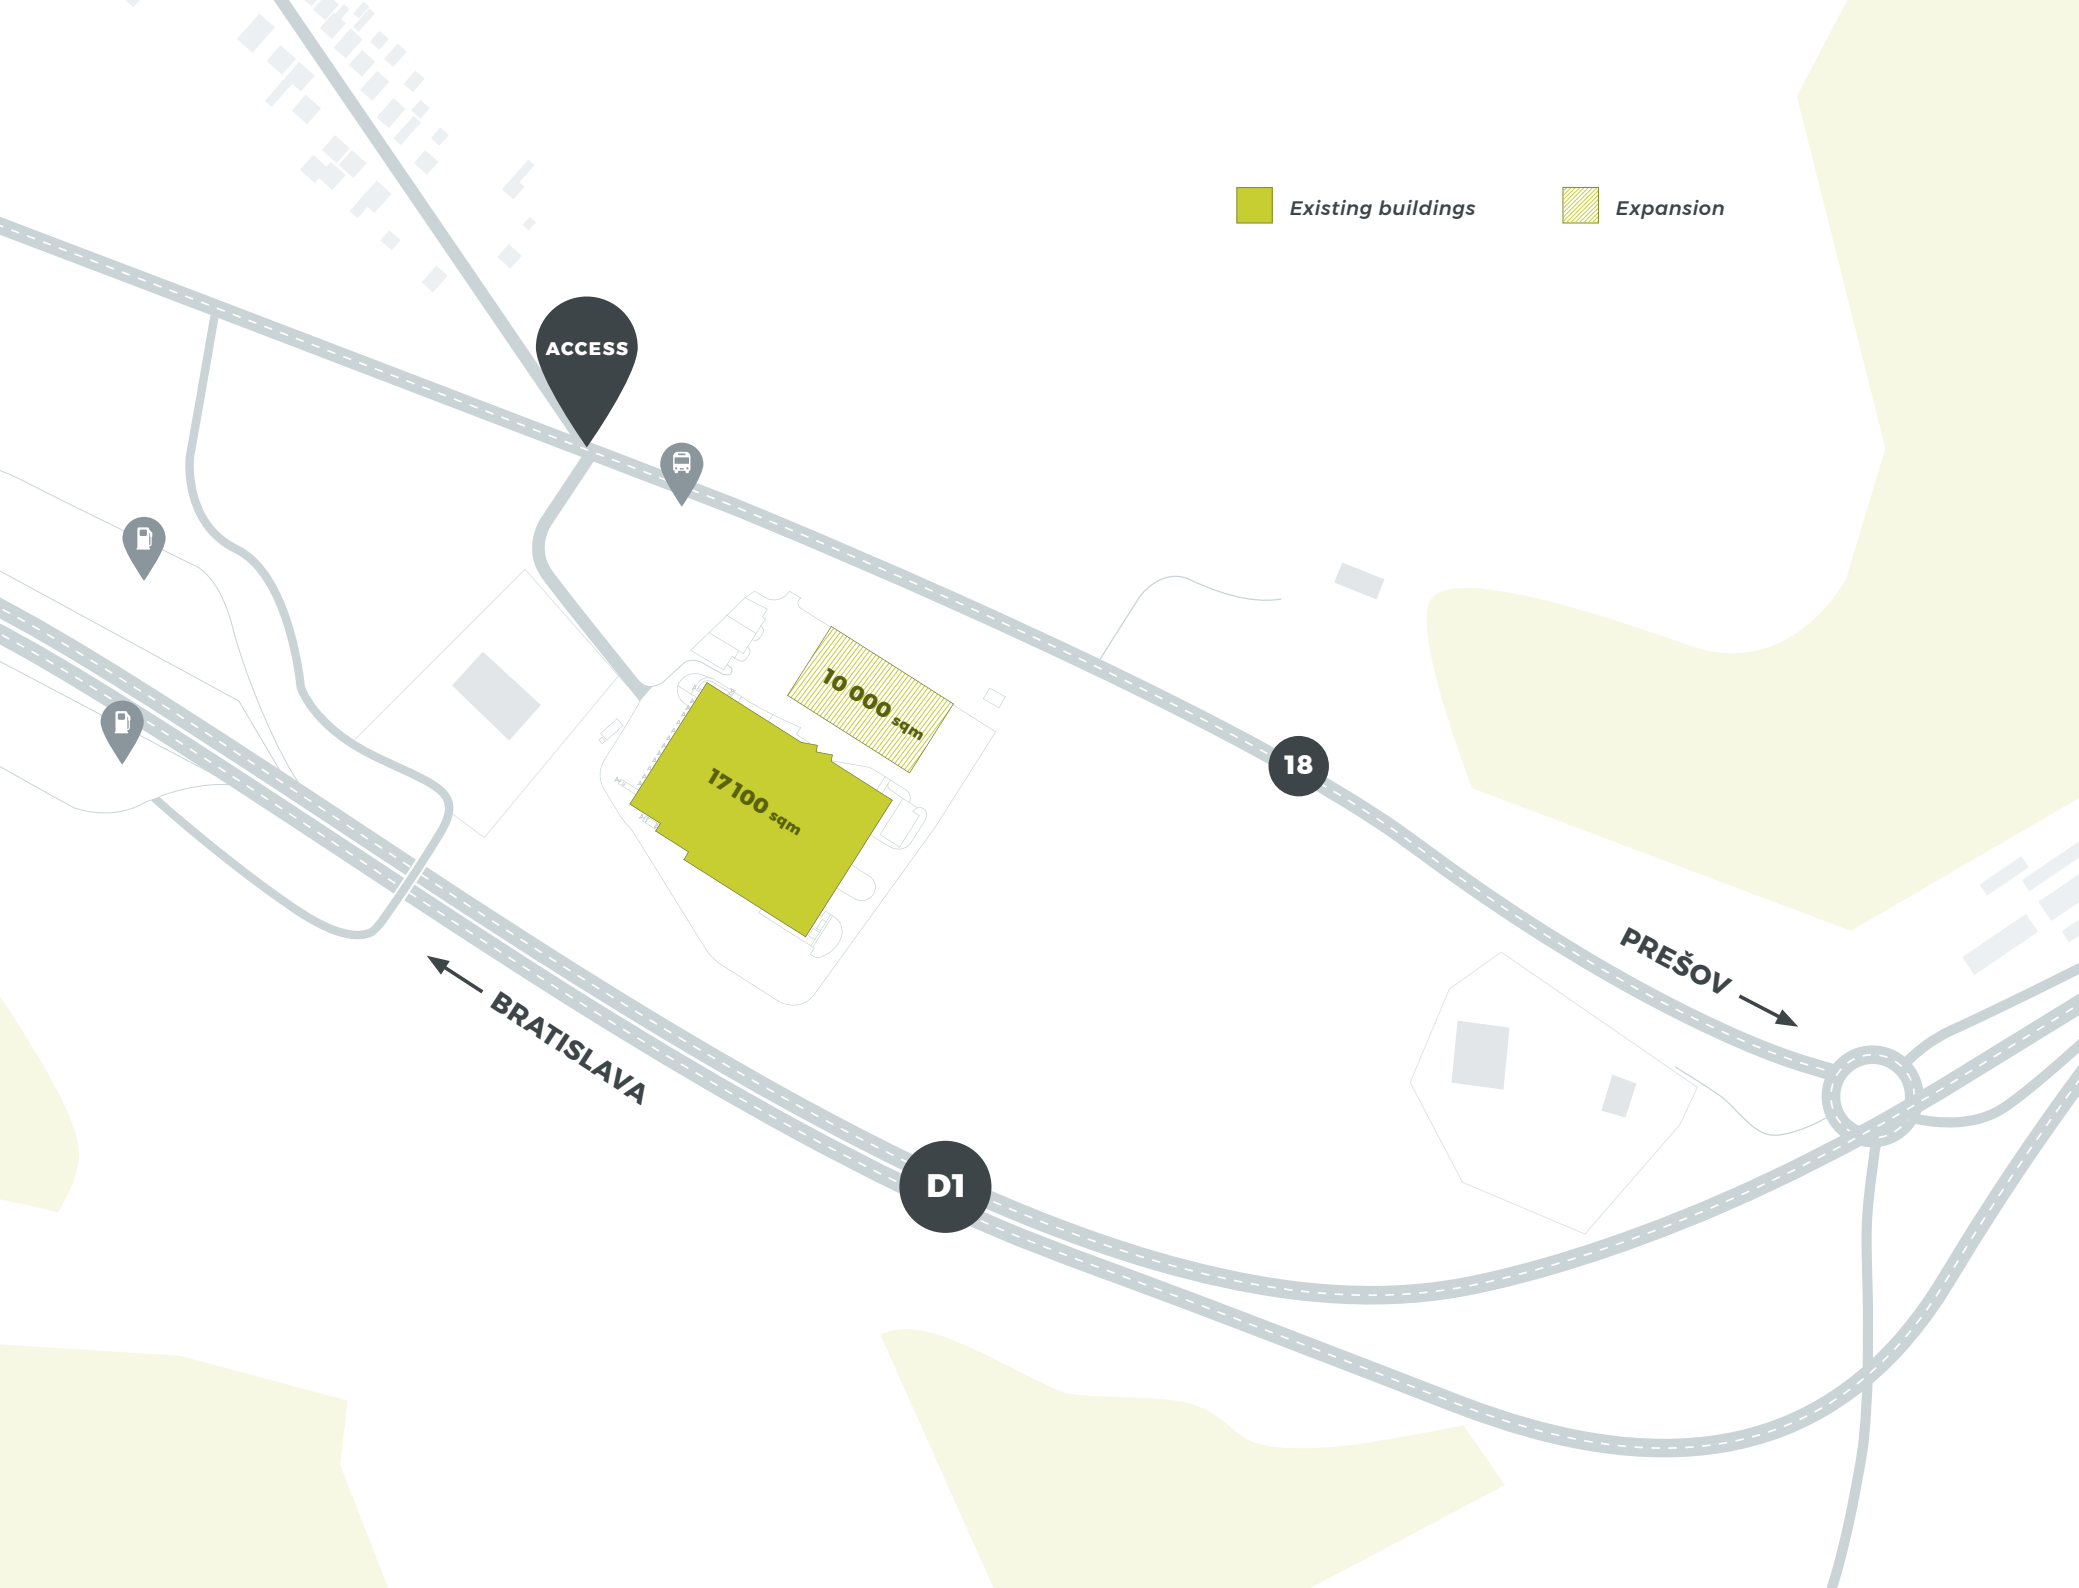 Existing buildings
Expansion
ACCESS
10 000 sqm
17 100 sqm
18
PREŠOV
BRATISLAVA
D1